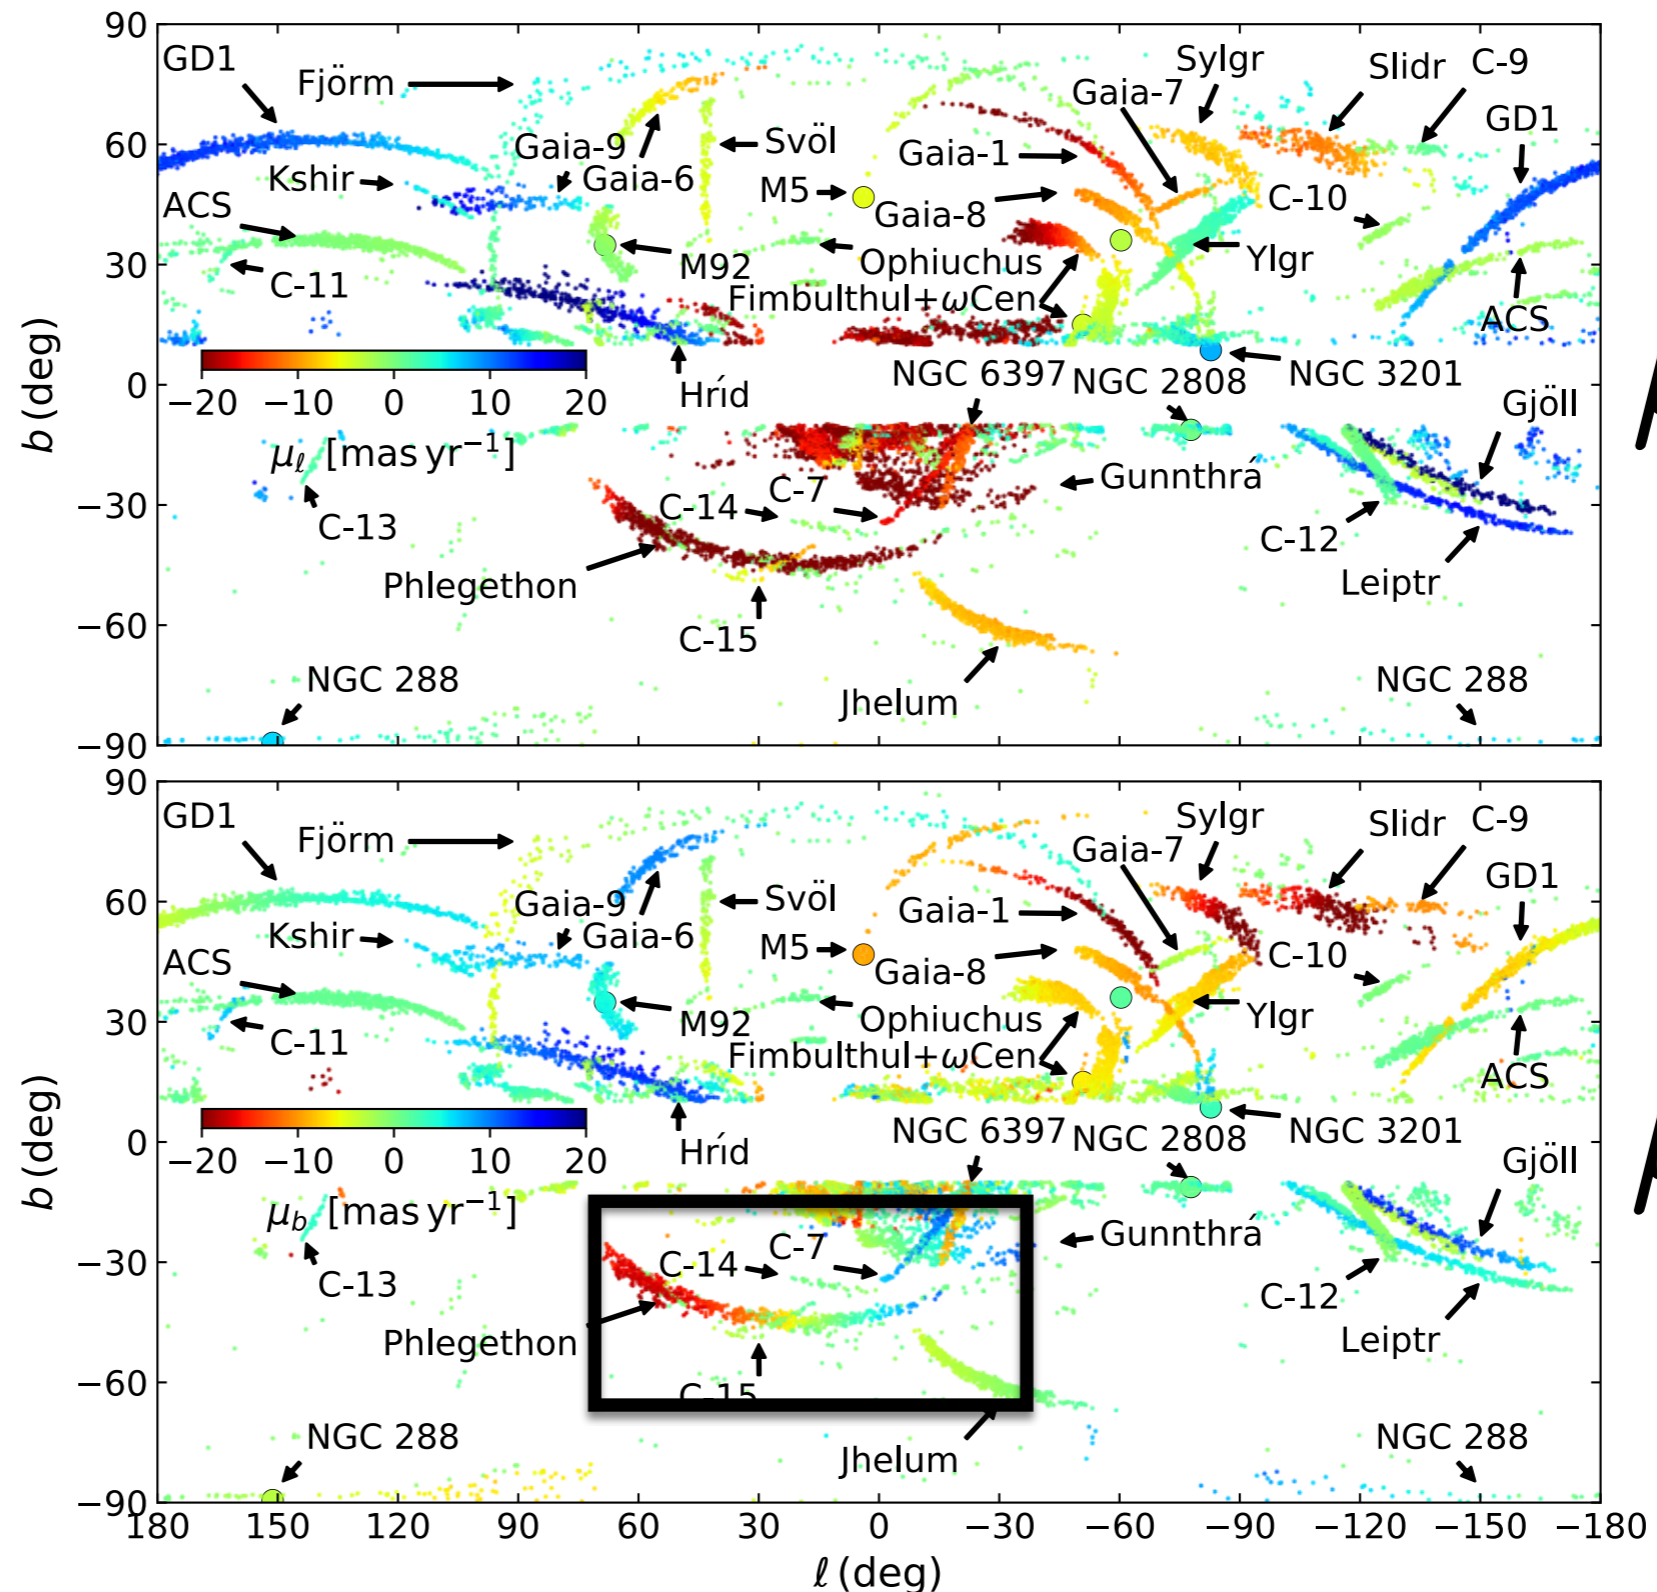 90
60
30
0
−30
−60
−90
b (deg)
GD1
Fjörm
Kshir
ACS
C-11
Gaia-9
Gaia-6
Svöl
M5
M92
Ophiuchus
Fimbulthul+ωCen
Gaia-1
Gaia-8
Gaia-7
Sylgr
Slidr
C-9
GD1
C-10
Ylgr
ACS
−20 −10 0 10 20
μℓ [mas yr−1]
Hríd
NGC 6397
NGC 2808
NGC 3201
Gjöll
C-13
C-14
C-7
Gunnthrá
C-12
Leiptr
Phlegethon
C-15
Jhelum
NGC 288
NGC 288
90
60
30
0
−30
−60
−90
b (deg)
GD1
Fjörm
Kshir
ACS
C-11
Gaia-9
Gaia-6
Svöl
M5
M92
Ophiuchus
Fimbulthul+ωCen
Gaia-1
Gaia-8
Gaia-7
Sylgr
Slidr
C-9
GD1
C-10
Ylgr
ACS
−20 −10 0 10 20
μb [mas yr−1]
Hríd
NGC 6397
NGC 2808
NGC 3201
Gjöll
C-13
C-14
C-7
Gunnthrá
C-12
Leiptr
Phlegethon
C-15
Jhelum
NGC 288
NGC 288
180 150 120 90 60 30 0 −30 −60 −90 −120 −150 −180
ℓ (deg)